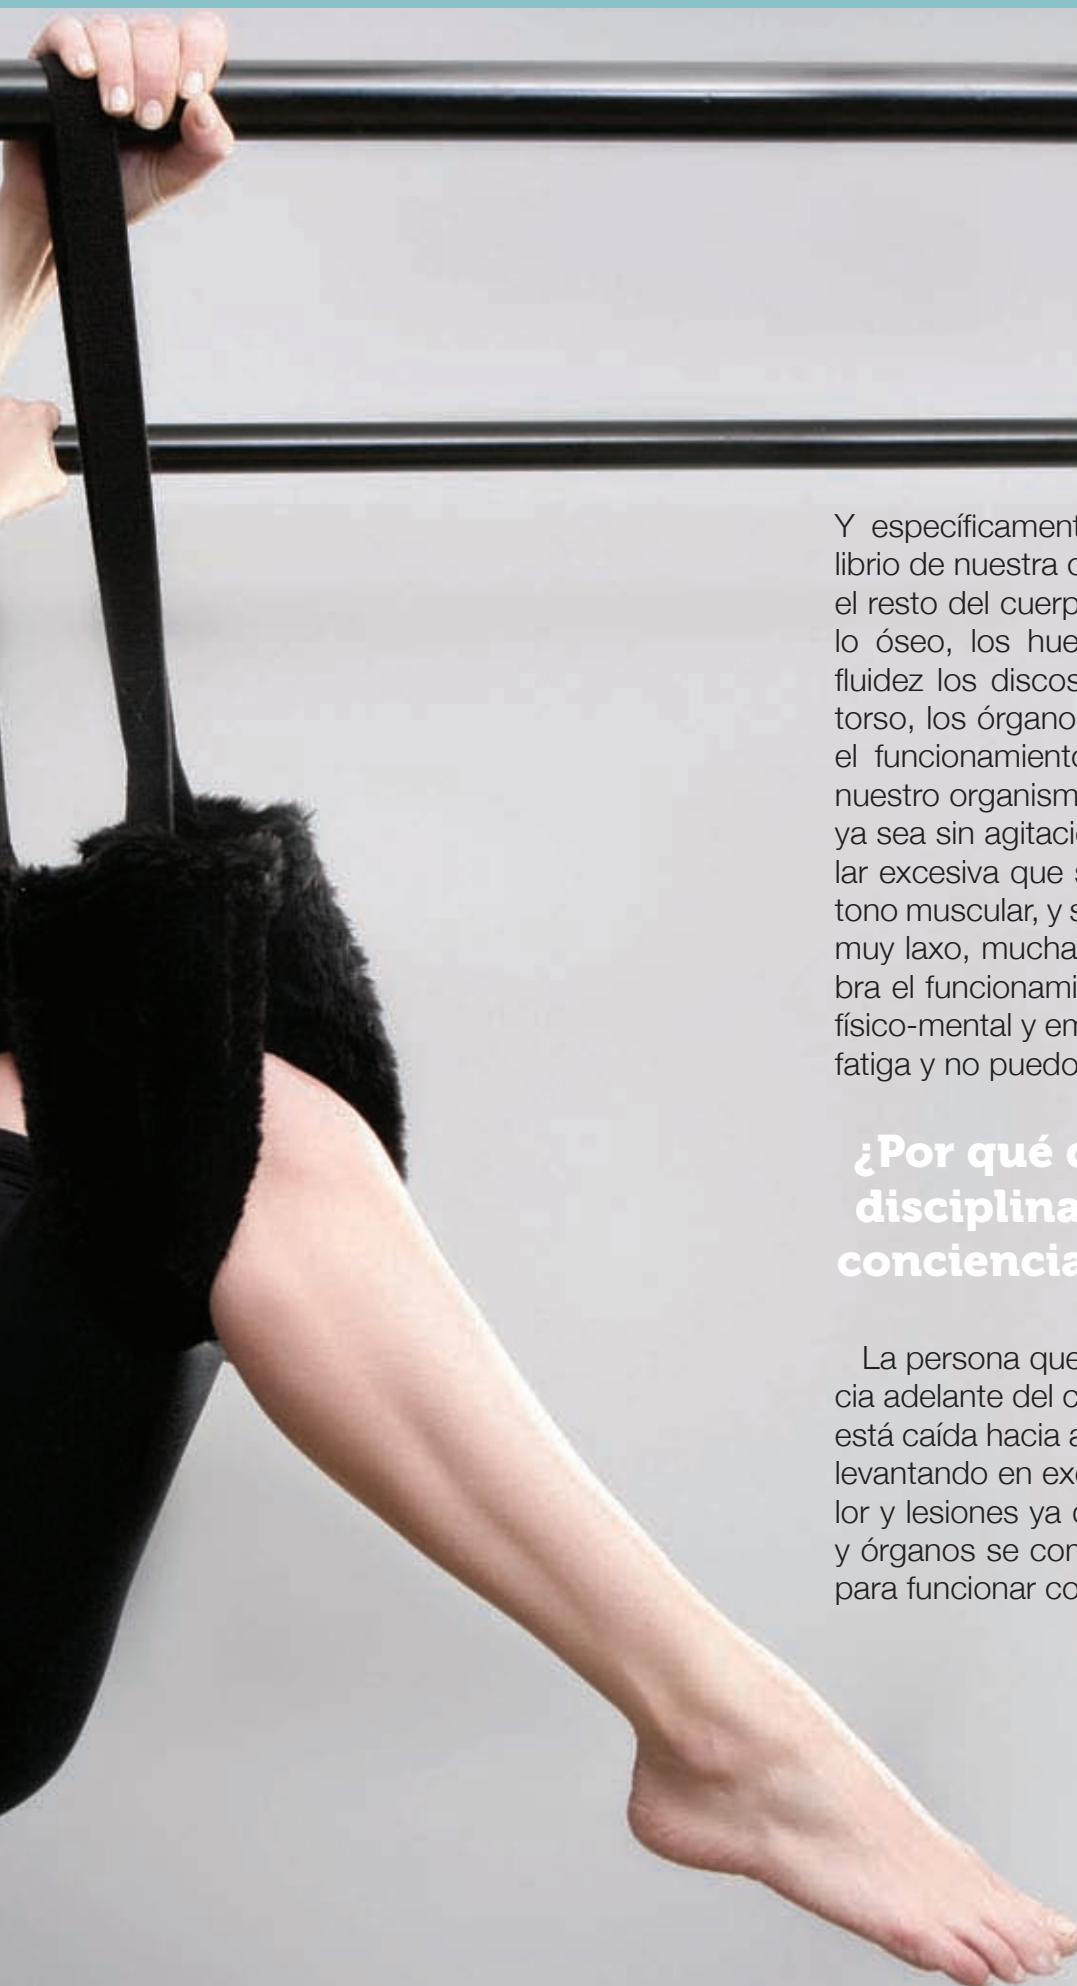 Y específicament
librio de nuestra
el resto del cuerp
lo óseo, los hue
fluidez los discos
torso, los órgano
el funcionamiento
nuestro organism
ya sea sin agitaci
lar excesiva que s
tono muscular, y s
muy laxo, mucha
bra el funcionami
físico-mental y em
fatiga y no puedo
¿Por qué
disciplina
conciencia
La persona que
cia adelante del
está caída hacia a
levantando en ex
lor y lesiones ya
y órganos se con
para funcionar co